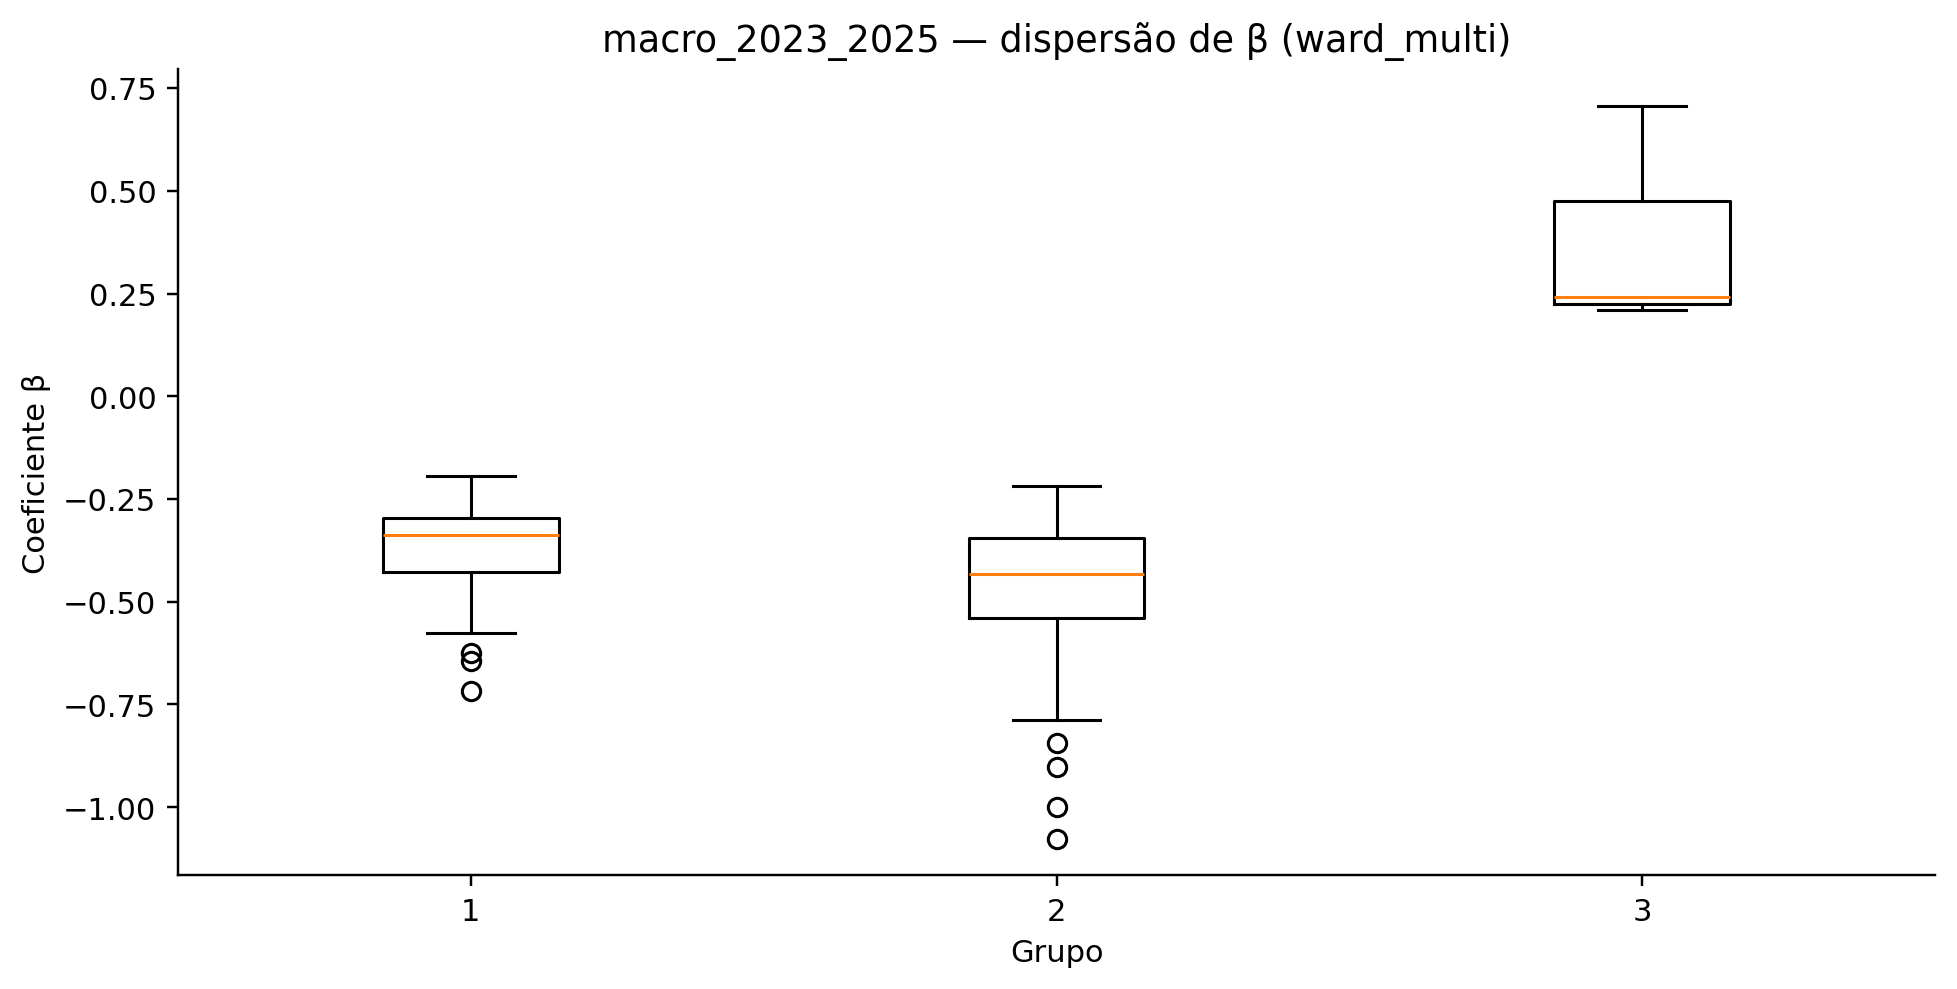 macro_2023_2025 — dispersão de β (ward_multi)
0.75
0.50
0.25
0.00
−0.25
−0.50
−0.75
−1.00
Coeficiente β
1 2 3
Grupo